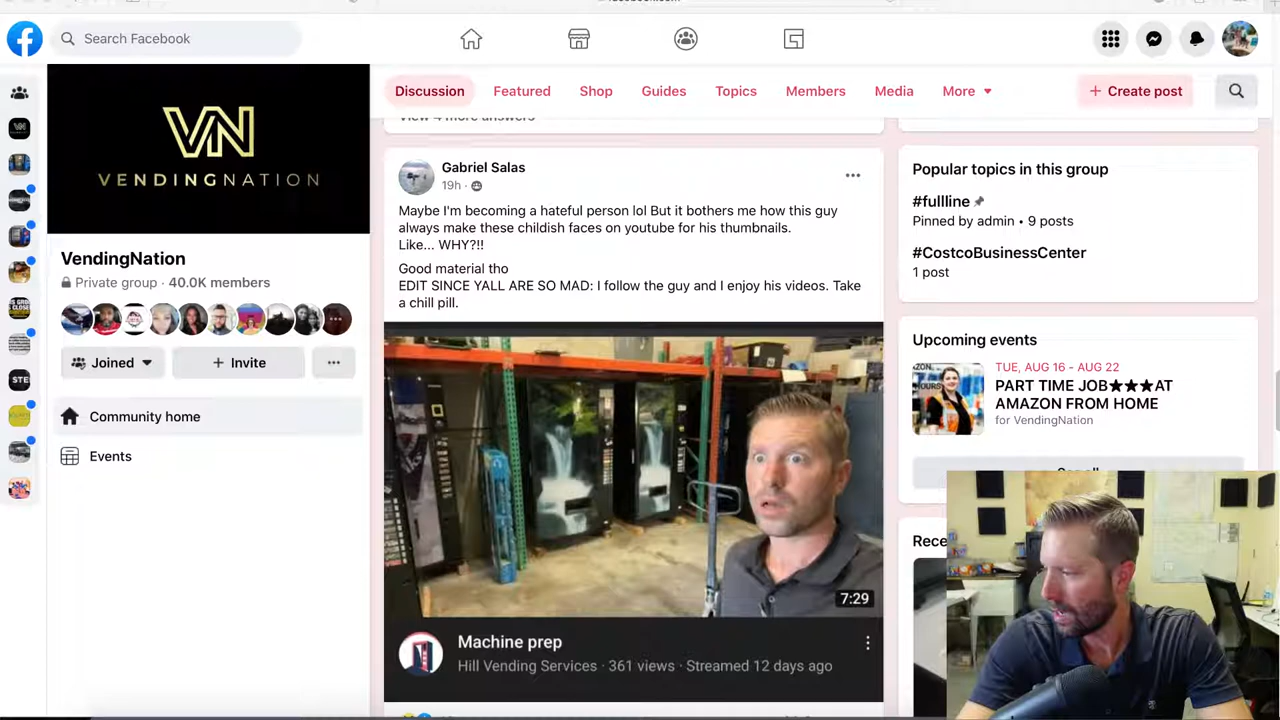 Search Facebook
Discussion
Featured
Shop
Guides
Topics
Members
Media
More
+ Create post
VN
VENDINGNATION
VendingNation
Private group · 40.0K members
Joined
+ Invite
Community home
Events
View 4 more answers
Gabriel Salas
19h ·
Maybe I'm becoming a hateful person lol But it bothers me how this guy
always make these childish faces on youtube for his thumbnails.
Like... WHY?!!
Good material tho
EDIT SINCE YALL ARE SO MAD: I follow the guy and I enjoy his videos. Take
a chill pill.
7:29
Machine prep
Hill Vending Services · 361 views · Streamed 12 days ago
Popular topics in this group
#fullline
Pinned by admin • 9 posts
#CostcoBusinessCenter
1 post
Upcoming events
TUE, AUG 16 - AUG 22
PART TIME JOB★★★AT
AMAZON FROM HOME
for VendingNation
See all
Rece